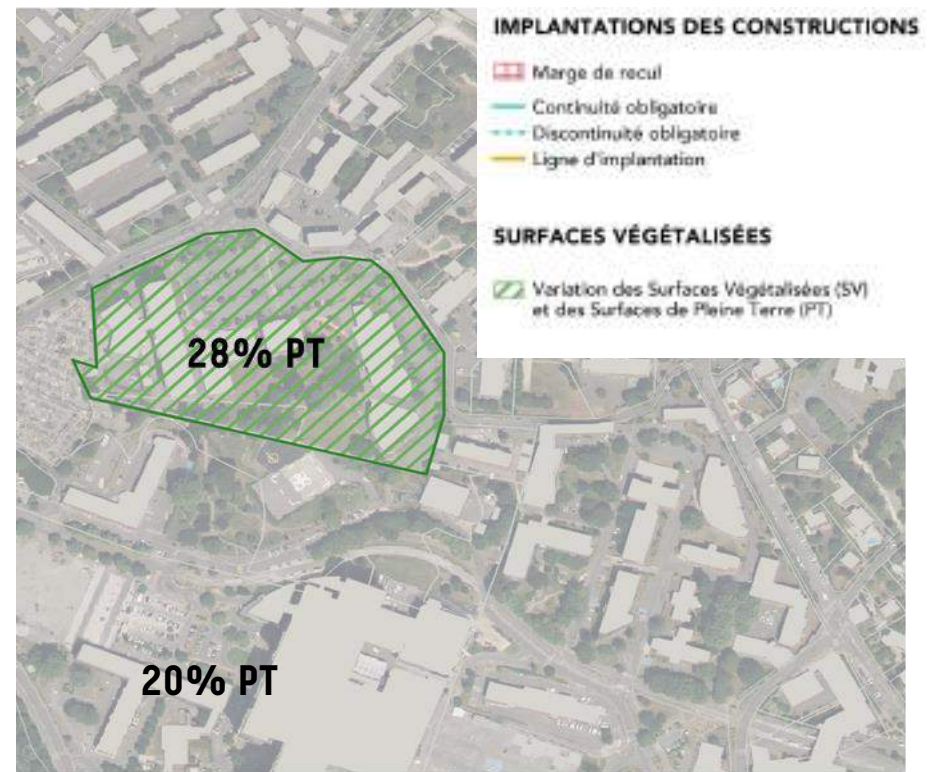 IMPLANTATIONS DES CONSTRUCTIONS
Marge de recul
Continuité obligatoire
Discontinuité obligatoire
Ligne d'implantation
SURFACES VÉGÉTALISÉES
Variation des Surfaces Végétalisées (SV)
et des Surfaces de Pleine Terre (PT)
28% PT
20% PT